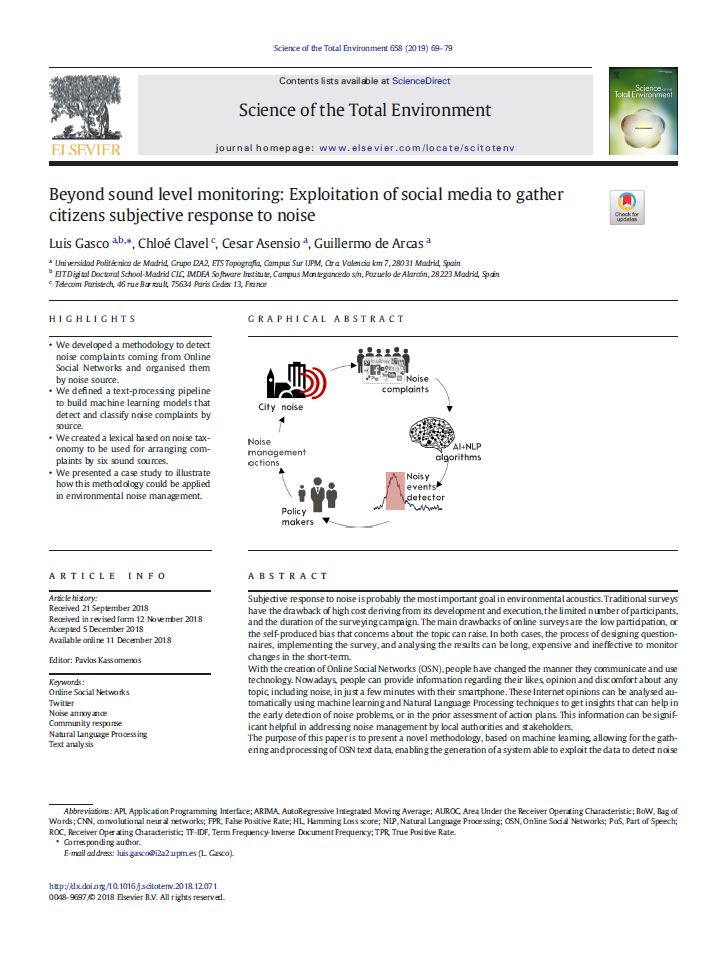 Science of the Total Environment 658 (2019) 69–79
Contents lists available at ScienceDirect
Science of the Total Environment
journal homepage: www.elsevier.com/locate/scitotenv
ELSEVIER
Science of the
Total Environment
Check for
updates
Beyond sound level monitoring: Exploitation of social media to gather
citizens subjective response to noise
Luis Gasco a,b,*, Chloé Clavel c, Cesar Asensio a, Guillermo de Arcas a
a Universidad Politécnica de Madrid, Grupo I2A2, ETS Topografía, Campus Sur UPM, Ctra. Valencia km 7, 28031 Madrid, Spain
b EIT Digital Doctoral School-Madrid CLC, IMDEA Software Institute, Campus Montegancedo s/n, Pozuelo de Alarcón, 28223 Madrid, Spain
c Telecom Paristech, 46 rue Barrault, 75634 Paris Cedex 13, France
HIGHLIGHTS
• We developed a methodology to detect
noise complaints coming from Online
Social Networks and organised them
by noise source.
• We defined a text-processing pipeline
to build machine learning models that
detect and classify noise complaints by
source.
• We created a lexical based on noise tax-
onomy to be used for arranging com-
plaints by six sound sources.
• We presented a case study to illustrate
how this methodology could be applied
in environmental noise management.
GRAPHICAL ABSTRACT
Noise
complaints
City noise
AI+NLP
algorithms
Noise
management
actions
Noisy
events
detector
Policy
makers
ARTICLE INFO
Article history:
Received 21 September 2018
Received in revised form 12 November 2018
Accepted 5 December 2018
Available online 11 December 2018
Editor: Pavlos Kassomenos
Keywords:
Online Social Networks
Twitter
Noise annoyance
Community response
Natural Language Processing
Text analysis
ABSTRACT
Subjective response to noise is probably the most important goal in environmental acoustics. Traditional surveys
have the drawback of high cost deriving from its development and execution, the limited number of participants,
and the duration of the surveying campaign. The main drawbacks of online surveys are the low participation, or
the self-produced bias that concerns about the topic can raise. In both cases, the process of designing question-
naires, implementing the survey, and analysing the results can be long, expensive and ineffective to monitor
changes in the short-term.
With the creation of Online Social Networks (OSN), people have changed the manner they communicate and use
technology. Nowadays, people can provide information regarding their likes, opinion and discomfort about any
topic, including noise, in just a few minutes with their smartphone. These Internet opinions can be analysed au-
tomatically using machine learning and Natural Language Processing techniques to get insights that can help in
the early detection of noise problems, or in the prior assessment of action plans. This information can be signif-
icant helpful in addressing noise management by local authorities and stakeholders.
The purpose of this paper is to present a novel methodology, based on machine learning, allowing for the gath-
ering and processing of OSN text data, enabling the generation of a system able to exploit the data to detect noise
Abbreviations: API, Application Programming Interface; ARIMA, AutoRegressive Integrated Moving Average; AUROC, Area Under the Receiver Operating Characteristic; BoW, Bag of
Words; CNN, convolutional neural networks; FPR, False Positive Rate; HL, Hamming Loss score; NLP, Natural Language Processing; OSN, Online Social Networks; PoS, Part of Speech;
ROC, Receiver Operating Characteristic; TF-IDF, Term Frequency-Inverse Document Frequency; TPR, True Positive Rate.
* Corresponding author.
E-mail address: luis.gasco@i2a2.upm.es (L. Gasco).
http://dx.doi.org/10.1016/j.scitotenv.2018.12.071
0048-9697/© 2018 Elsevier B.V. All rights reserved.